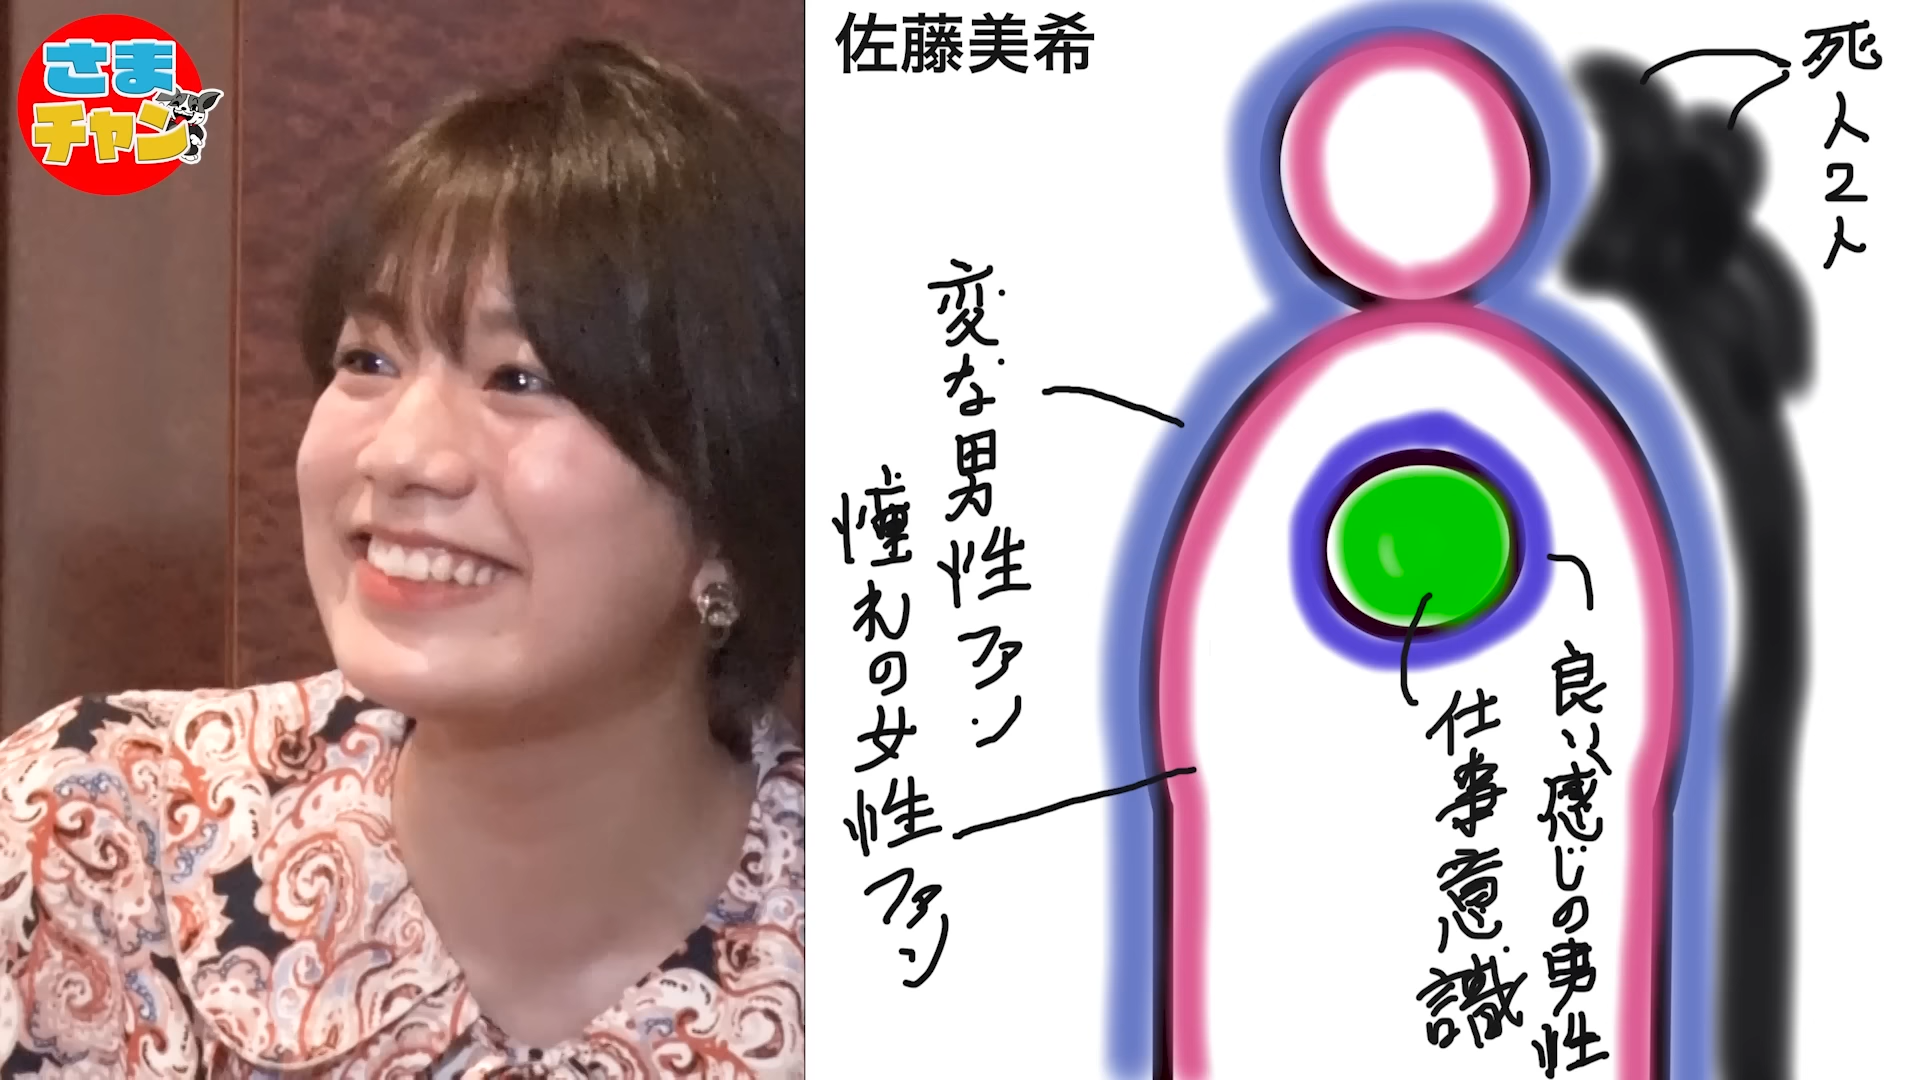 さま
チャン
佐藤美希
死人2人
変な男性ファン
憧れの女性ファン
良い感じの男性
仕事意識